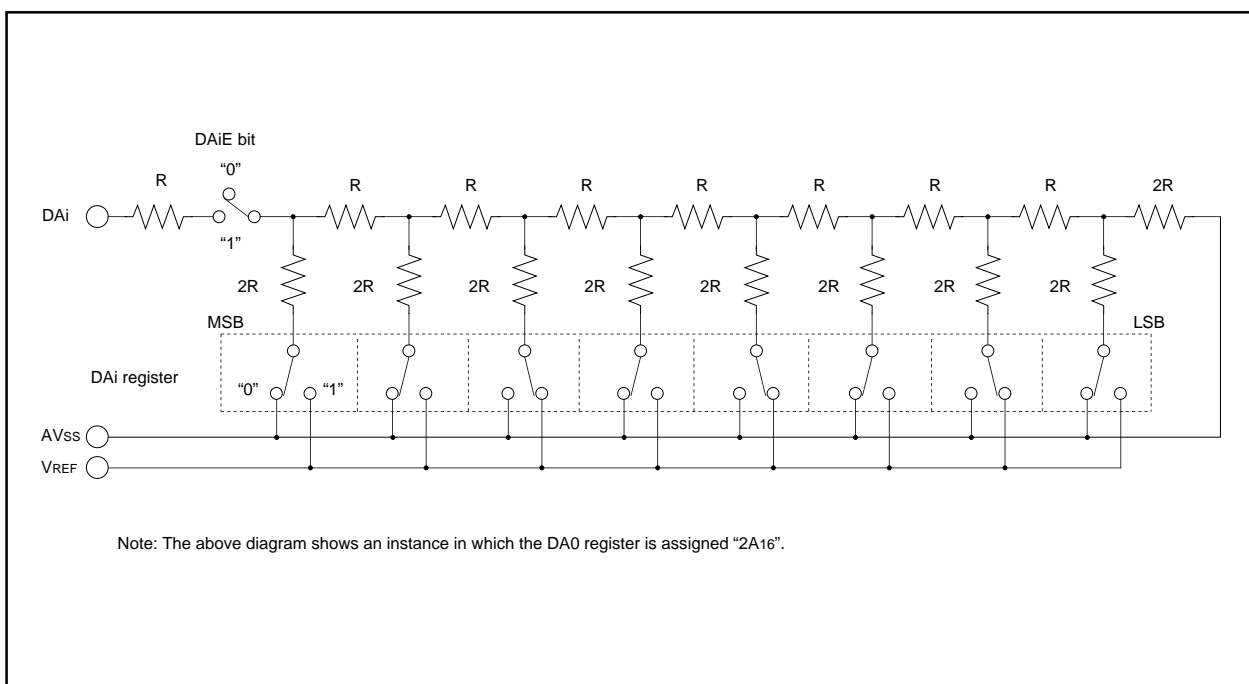 DAiE bit
“0”
R R R R R R R R 2R
DAi
“1”
2R 2R 2R 2R 2R 2R 2R 2R
MSB LSB
DAi register “0” “1”
AVSS
VREF
Note: The above diagram shows an instance in which the DA0 register is assigned “2A16”.